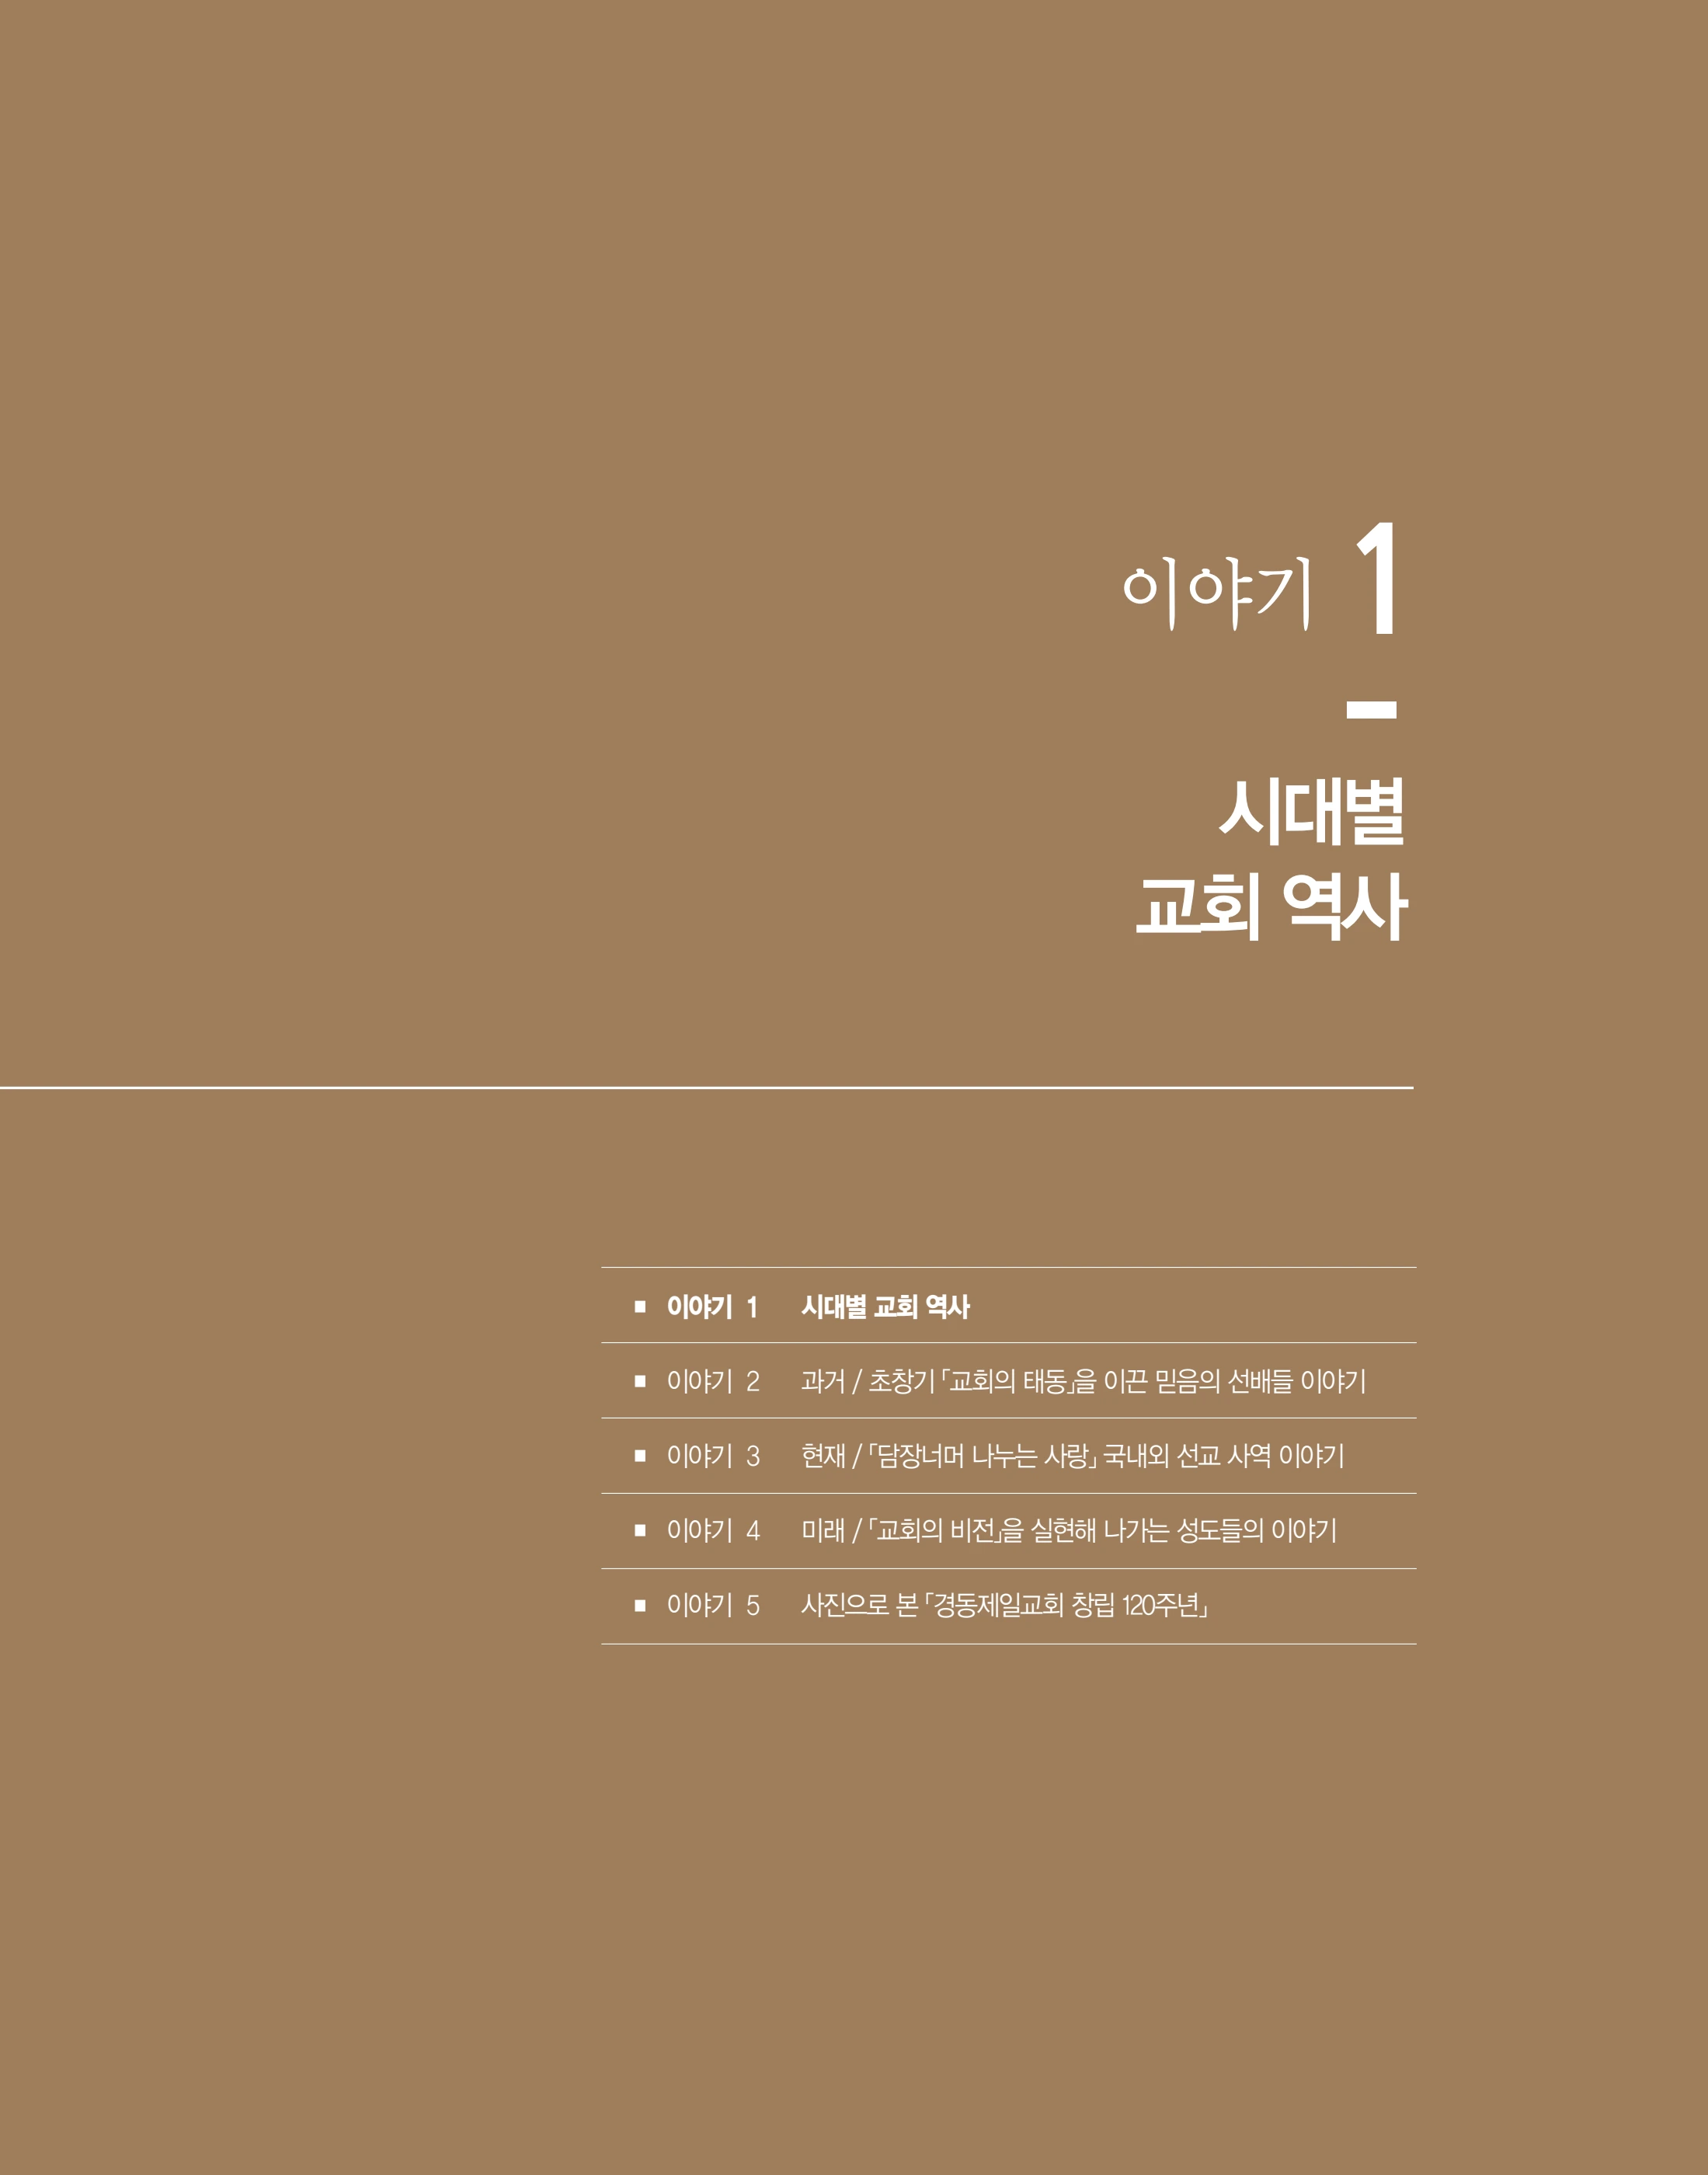 이야기 1
시대별
교회 역사
■ 이야기 1 시대별 교회 역사
■ 이야기 2 과거 / 초창기 「교회의 태동」을 이끈 믿음의 선배들 이야기
■ 이야기 3 현재 / 「담장너머 나누는 사랑」 국내외 선교 사역 이야기
■ 이야기 4 미래 / 「교회의 비전」을 실현해 나가는 성도들의 이야기
■ 이야기 5 사진으로 본 「경동제일교회 창립 120주년」